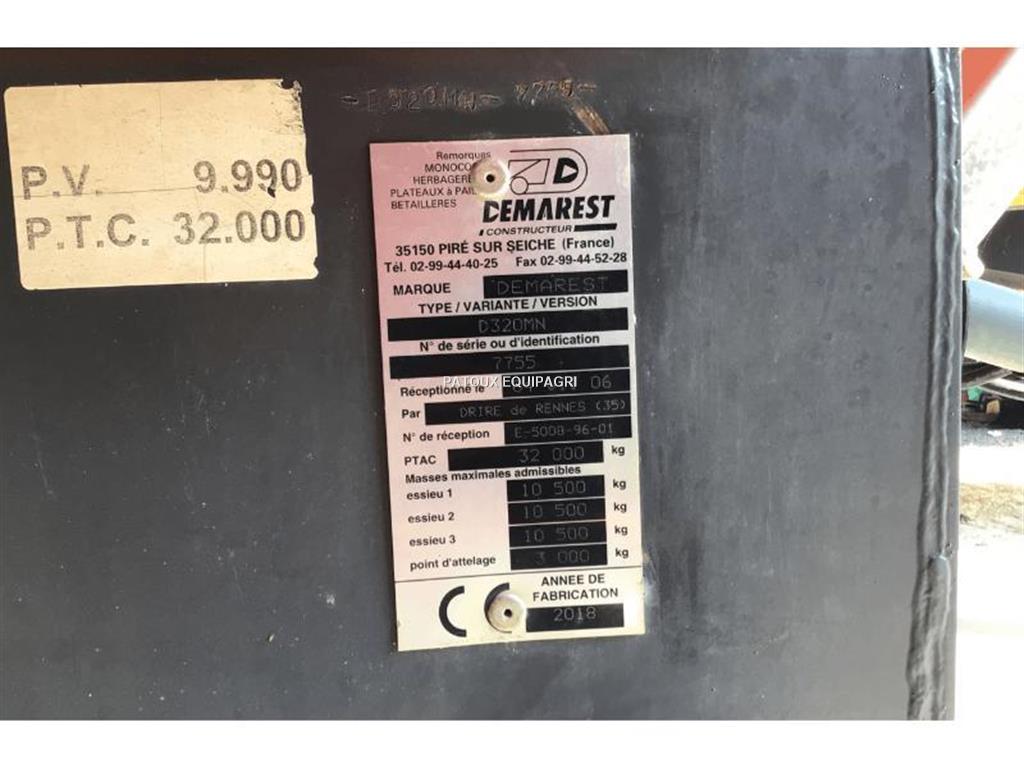 P.V. 9.990
P.T.C. 32.000
Remorques
HERBAGER
PLATEAUX à
BETAILLERES
D
DEMAREST
CONSTRUCTEUR
35150 PIRÉ SUR SEICHE (France)
Tél. 02-99-44-40-25 Fax 02-99-44-52-28
MARQUE DEMAREST
TYPE / VARIANTE / VERSION
D320MN
N° de série ou d'identification
7755
PATOUX EQUIPAGRI
Réceptionné le 06
Par DRIRE de RENNES (35)
N° de réception E-5008-96-01
PTAC 32 000 kg
Masses maximales admissibles
essieu 1 10 500 kg
essieu 2 10 500 kg
essieu 3 10 500 kg
point d'attelage 3 000 kg
CE
ANNEE DE
FABRICATION
2018